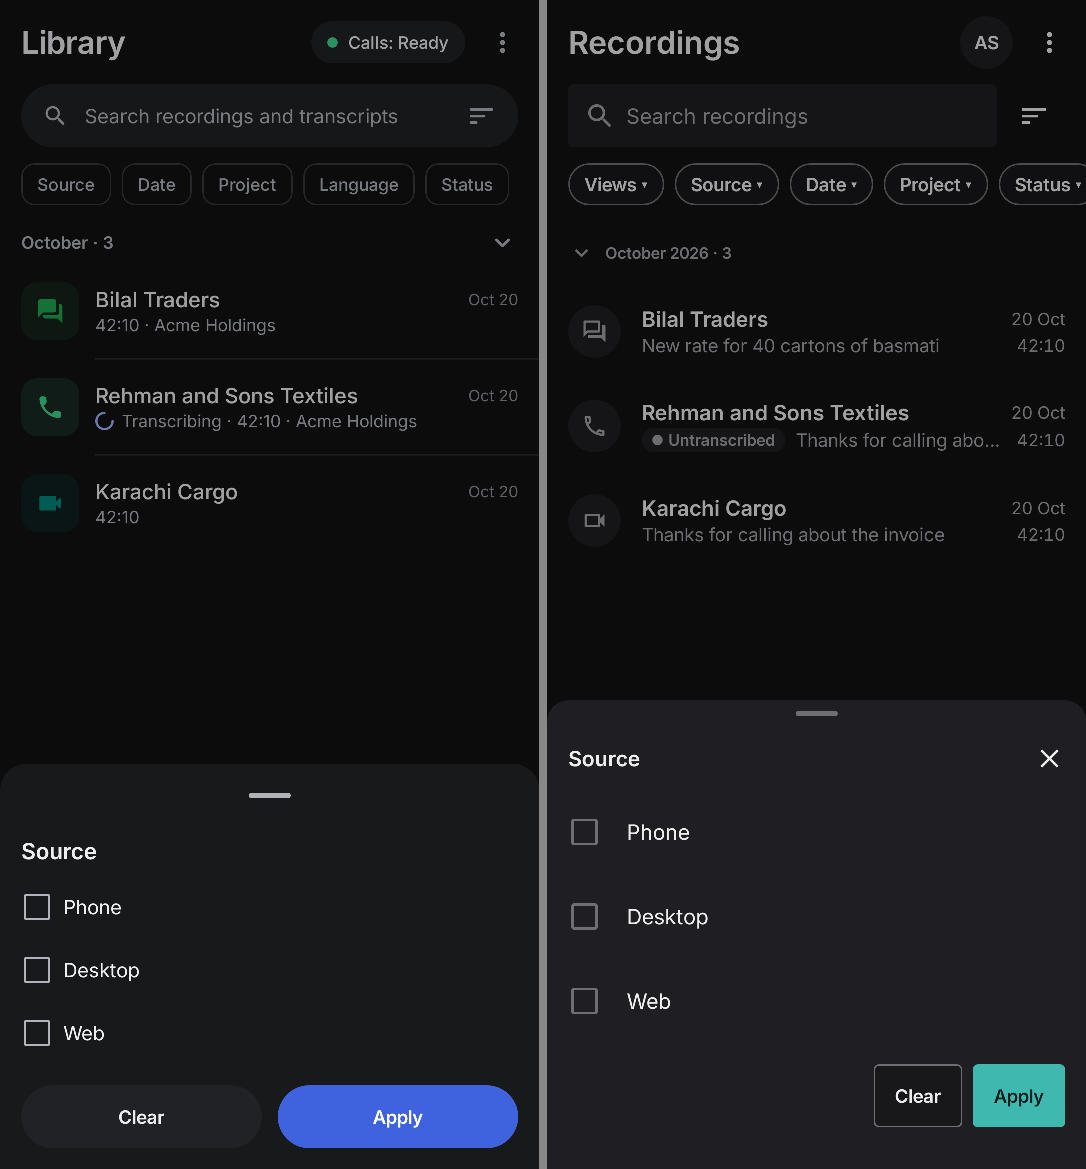 Library
Calls: Ready
Search recordings and transcripts
Source
Date
Project
Language
Status
October · 3
Bilal Traders
Oct 20
42:10 · Acme Holdings
Rehman and Sons Textiles
Oct 20
Transcribing · 42:10 · Acme Holdings
Karachi Cargo
Oct 20
42:10
Source
Phone
Desktop
Web
Clear
Apply
Recordings
AS
Search recordings
Views
Source
Date
Project
Status
October 2026 · 3
Bilal Traders
20 Oct
New rate for 40 cartons of basmati
42:10
Rehman and Sons Textiles
20 Oct
Untranscribed
Thanks for calling abo...
42:10
Karachi Cargo
20 Oct
Thanks for calling about the invoice
42:10
Source
Phone
Desktop
Web
Clear
Apply